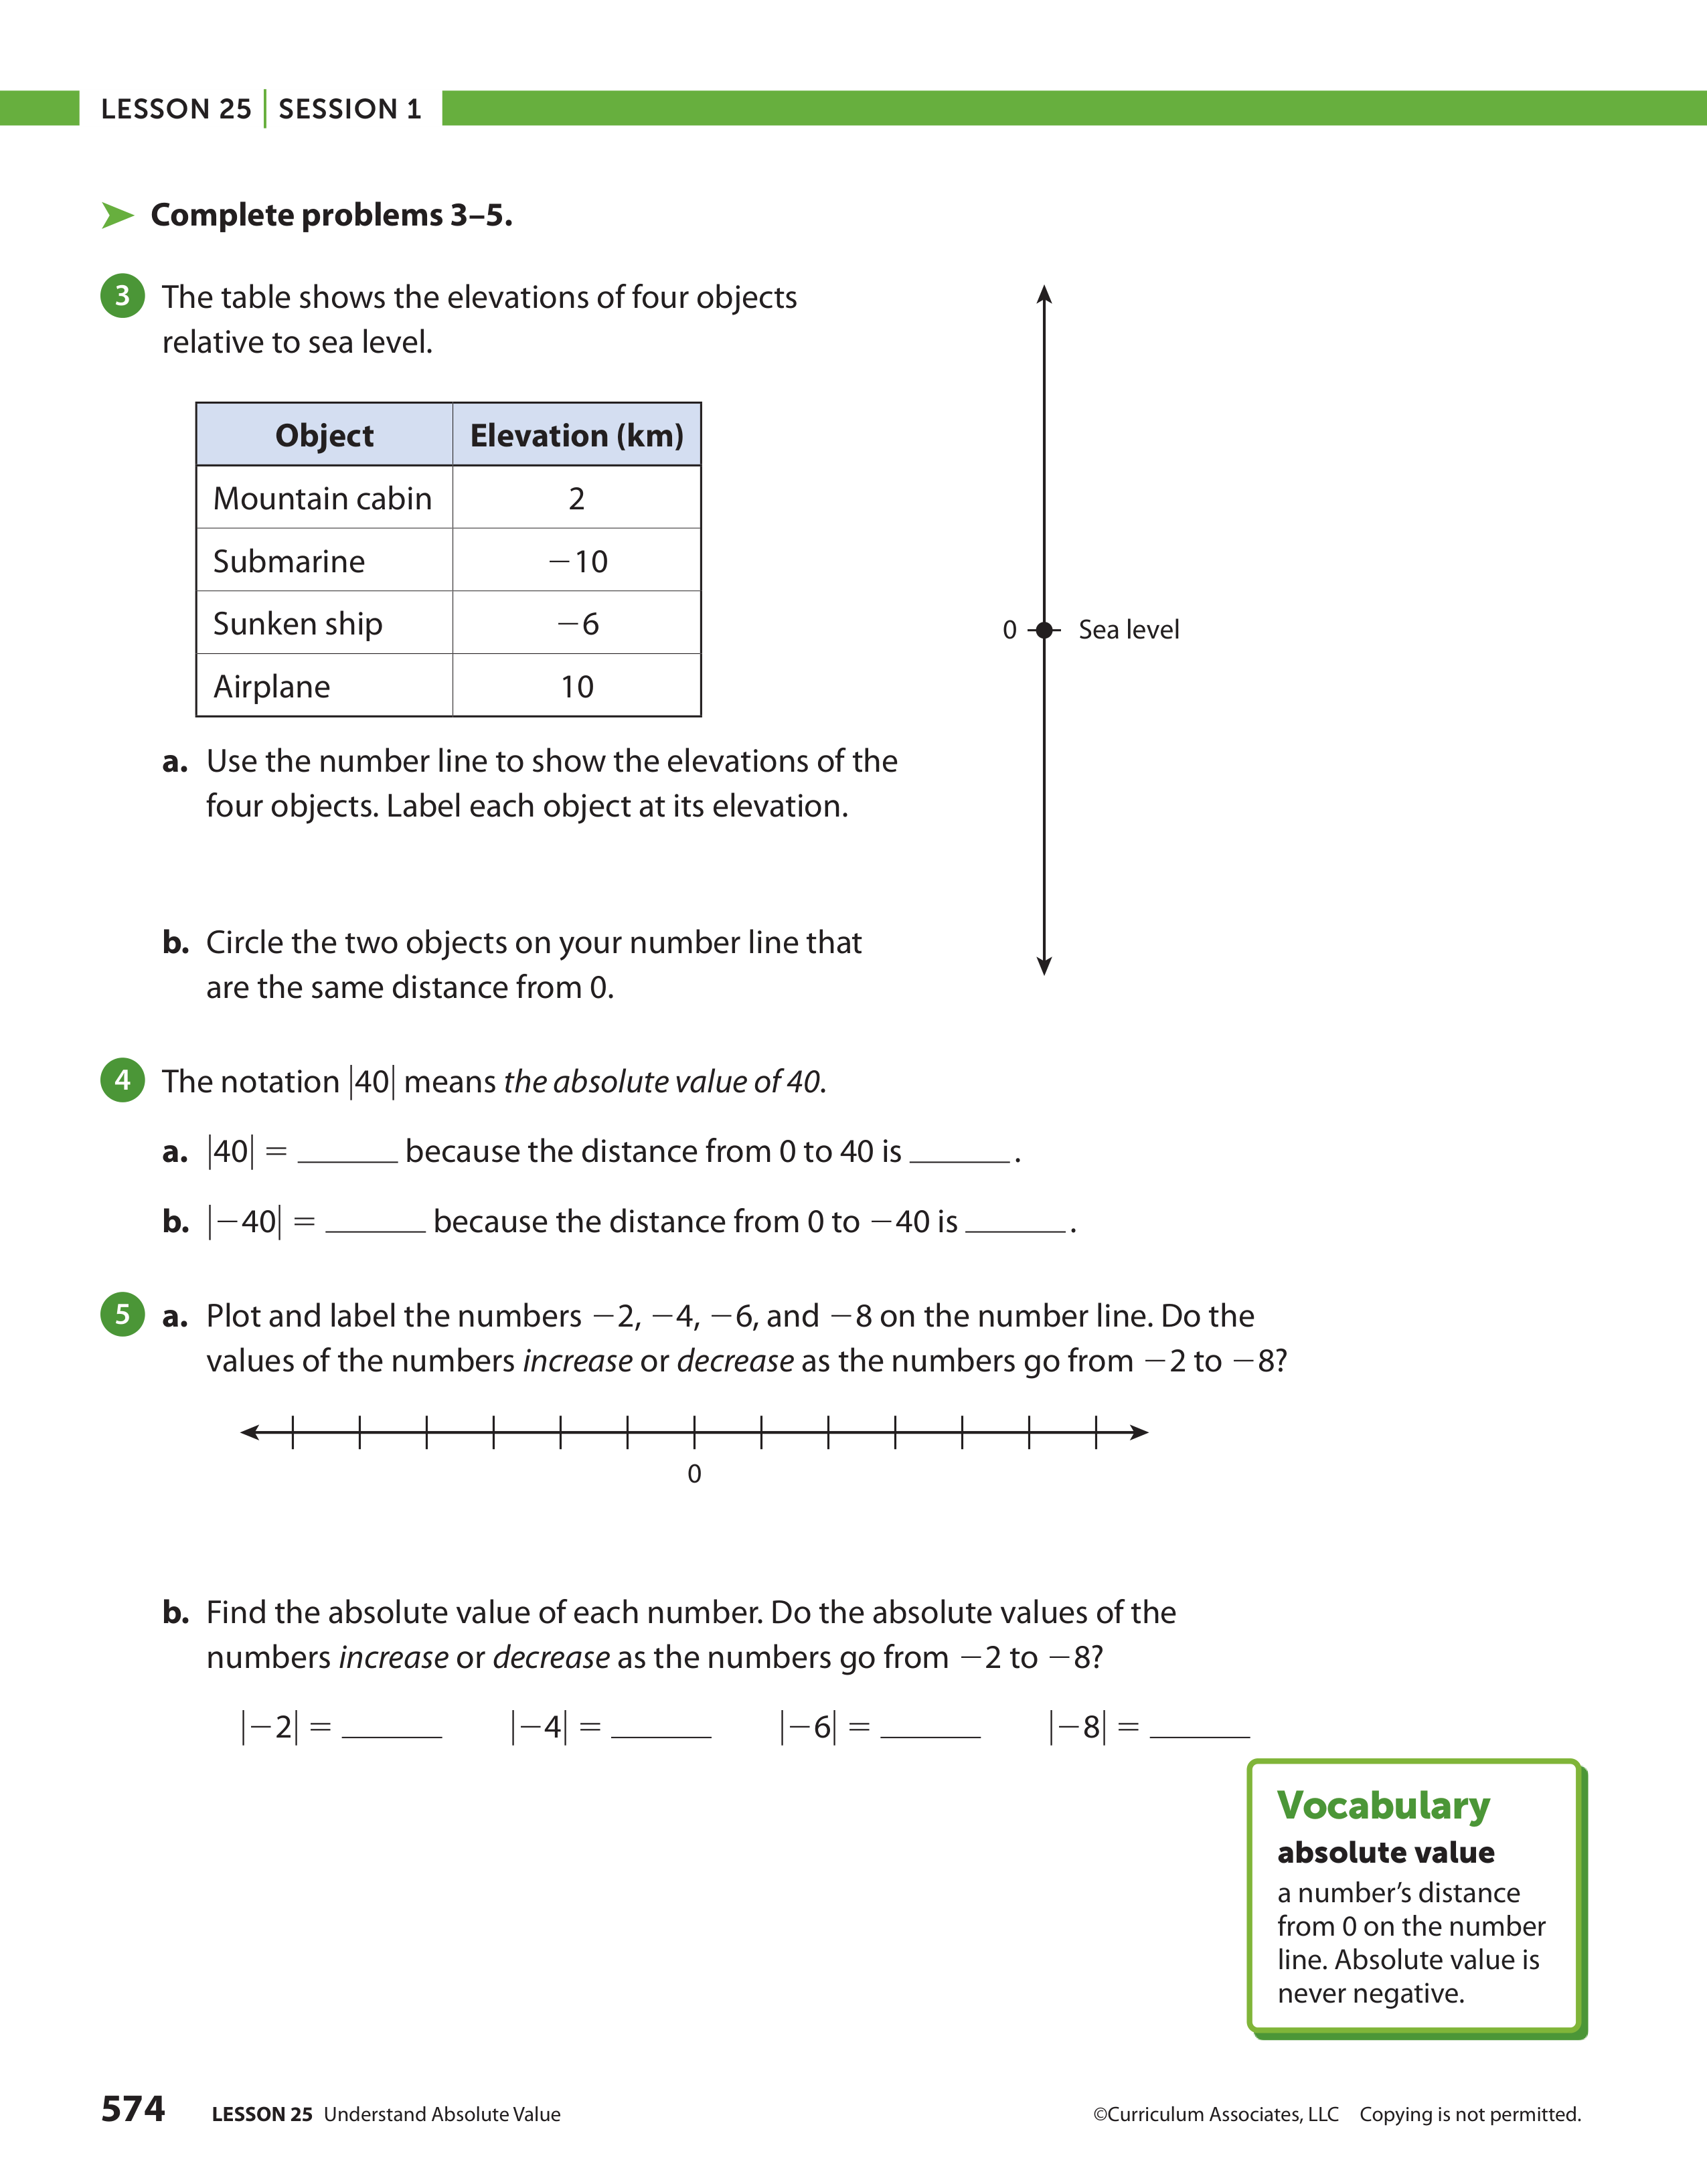 LESSON 25 | SESSION 1
Complete problems 3–5.
3 The table shows the elevations of four objects
relative to sea level.
Object Elevation (km)
Mountain cabin 2
Submarine −10
Sunken ship −6
Airplane 10
0 Sea level
a. Use the number line to show the elevations of the
four objects. Label each object at its elevation.
b. Circle the two objects on your number line that
are the same distance from 0.
4 The notation |40| means the absolute value of 40.
a. |40| = ______ because the distance from 0 to 40 is ______.
b. |−40| = ______ because the distance from 0 to −40 is ______.
5 a. Plot and label the numbers −2, −4, −6, and −8 on the number line. Do the
values of the numbers increase or decrease as the numbers go from −2 to −8?
0
b. Find the absolute value of each number. Do the absolute values of the
numbers increase or decrease as the numbers go from −2 to −8?
|−2| = ______ |−4| = ______ |−6| = ______ |−8| = ______
Vocabulary
absolute value
a number’s distance
from 0 on the number
line. Absolute value is
never negative.
574 LESSON 25 Understand Absolute Value ©Curriculum Associates, LLC Copying is not permitted.